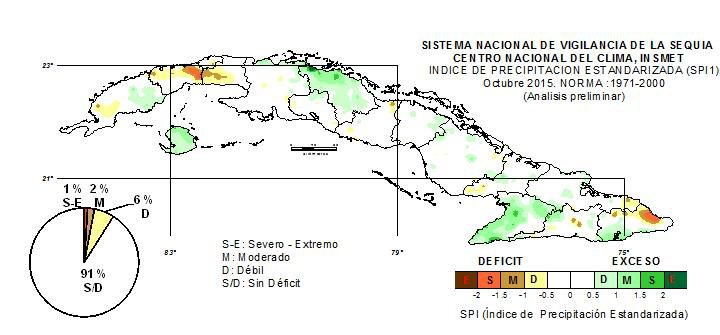 SISTEMA NACIONAL DE VIGILANCIA DE LA SEQUIA
CENTRO NACIONAL DEL CLIMA, INSMET
INDICE DE PRECIPITACION ESTANDARIZADA (SPI1)
Octubre 2015. NORMA :1971-2000
(Analisis preliminar)
23°
21°
83°
79°
75°
1 % 2 %
S-E M
6 %
D
91 %
S/D
S-E: Severo - Extremo
M: Moderado
D: Débil
S/D: Sin Déficit
DEFICIT EXCESO
E S M D D M S E
-2 -1.5 -1 -0.5 0 0.5 1 1.5 2
SPI (Índice de Precipitación Estandarizada)